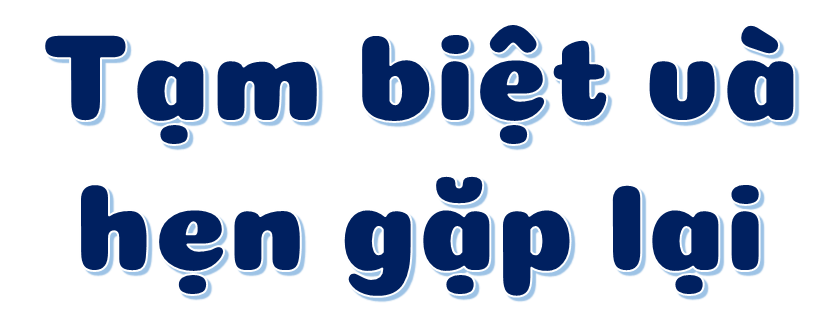 Tạm biệt và
hẹn gặp lại